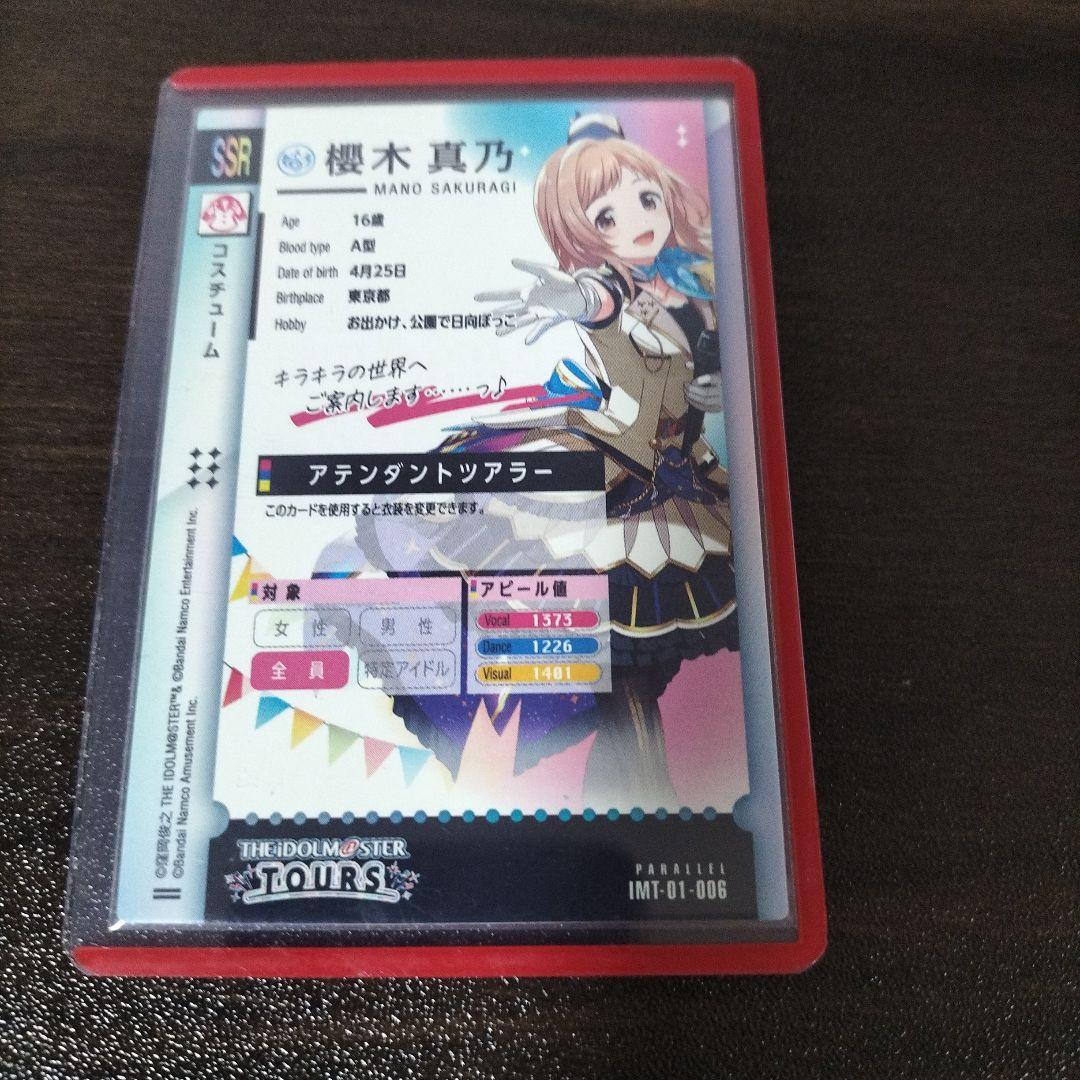 SSR
櫻木 真乃
MANO SAKURAGI
Age 16歳
Blood type A型
Date of birth 4月25日
Birthplace 東京都
Hobby お出かけ、公園で日向ぼっこ
コスチューム
キラキラの世界へ
ご案内します……っ♪
アテンダントツアラー
このカードを使用すると衣装を変更できます。
対象
女性 男性
全員 特定アイドル
アピール値
Vocal 1373
Dance 1226
Visual 1401
©窪岡俊之 THE IDOLM@STER™& ©Bandai Namco Entertainment Inc.
©Bandai Namco Amusement Inc.
THE iDOLM@STER
TOURS
PARALLEL
IMT-01-006